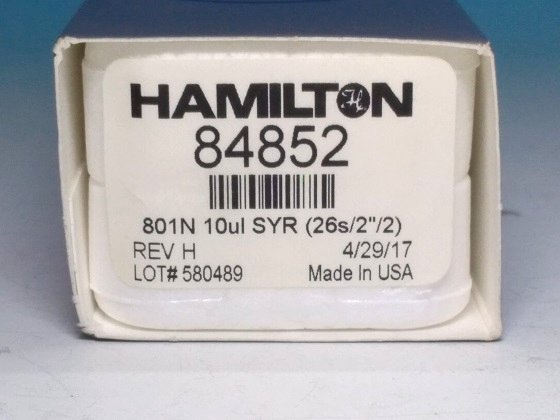 HAMILTON
84852
801N 10ul SYR (26s/2"/2)
REV H 4/29/17
LOT# 580489 Made In USA